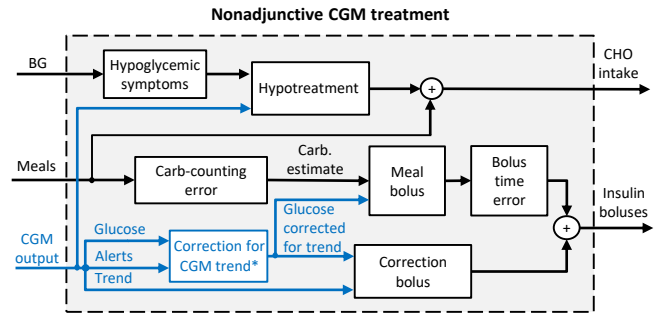 Nonadjunctive CGM treatment
BG
Hypoglycemic
symptoms
Hypotreatment
+
CHO
intake
Meals
Carb-counting
error
Carb.
estimate
Meal
bolus
Bolus
time
error
Insulin
boluses
+
CGM
output
Glucose
Alerts
Trend
Correction for
CGM trend*
Glucose
corrected
for trend
Correction
bolus